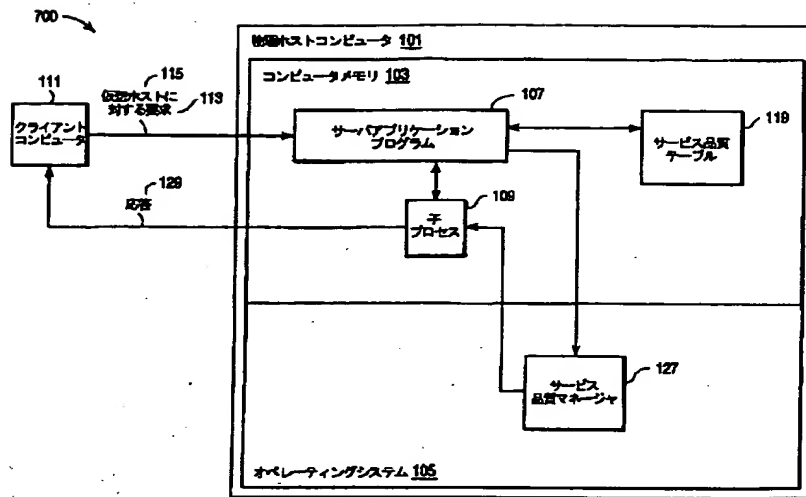 700
物理ホストコンピュータ 101
コンピュータメモリ 103
111
クライアント
コンピュータ
115
仮想ホストに
対する要求
113
107
サーバアプリケーション
プログラム
119
サービス品質
テーブル
129
応答
109
子
プロセス
127
サービス
品質マネージャ
オペレーティングシステム 105